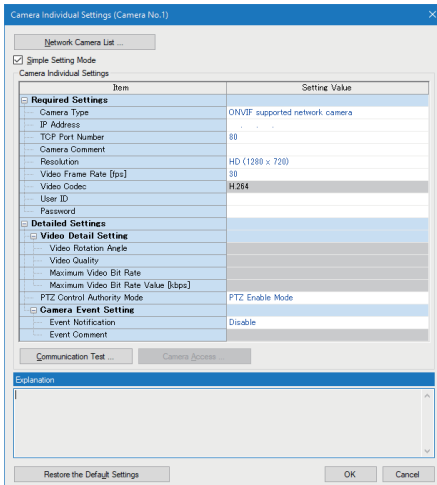 Camera Individual Settings (Camera No.1)
Network Camera List ...
Simple Setting Mode
Camera Individual Settings
Item Setting Value
Required Settings
Camera Type ONVIF supported network camera
IP Address . . .
TCP Port Number 80
Camera Comment
Resolution HD (1280 x 720)
Video Frame Rate [fps] 30
Video Codec H.264
User ID
Password
Detailed Settings
Video Detail Setting
Video Rotation Angle
Video Quality
Maximum Video Bit Rate
Maximum Video Bit Rate Value [kbps]
PTZ Control Authority Mode PTZ Enable Mode
Camera Event Setting
Event Notification Disable
Event Comment
Communication Test ... Camera Access ...
Explanation
Restore the Default Settings OK Cancel